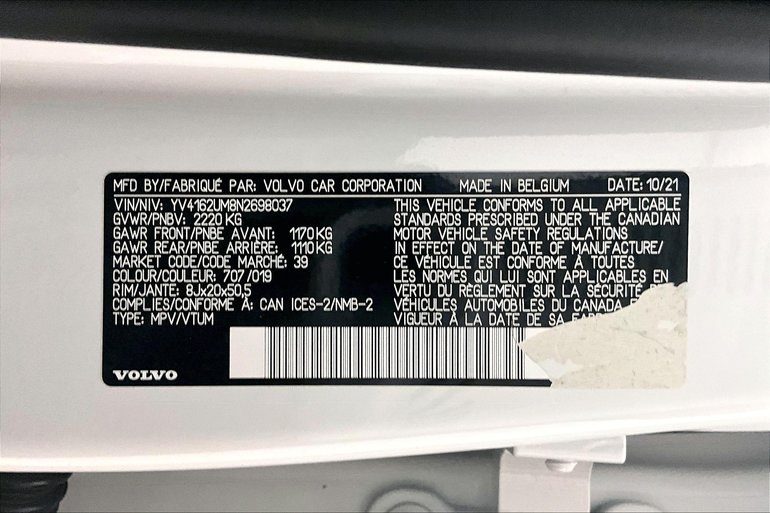 MFD BY/FABRIQUÉ PAR: VOLVO CAR CORPORATION MADE IN BELGIUM DATE: 10/21
VIN/NIV: YV4162UM8N2698037
GVWR/PNBV: 2220 KG
GAWR FRONT/PNBE AVANT: 1170 KG
GAWR REAR/PNBE ARRIÈRE: 1110 KG
MARKET CODE/CODE MARCHÉ: 39
COLOUR/COULEUR: 707 /019
RIM/JANTE: 8Jx20x50,5
COMPLIES/CONFORME À: CAN ICES-2/NMB-2
TYPE: MPV/VTUM
THIS VEHICLE CONFORMS TO ALL APPLICABLE
STANDARDS PRESCRIBED UNDER THE CANADIAN
MOTOR VEHICLE SAFETY REGULATIONS
IN EFFECT ON THE DATE OF MANUFACTURE/
CE VÉHICULE EST CONFORME À TOUTES
LES NORMES QUI LUI SONT APPLICABLES EN
VERTU DU RÈGLEMENT SUR LA SÉCURITÉ DE
VÉHICULES AUTOMOBILES DU CANADA
VIGUEUR À LA DATE DE SA
VOLVO